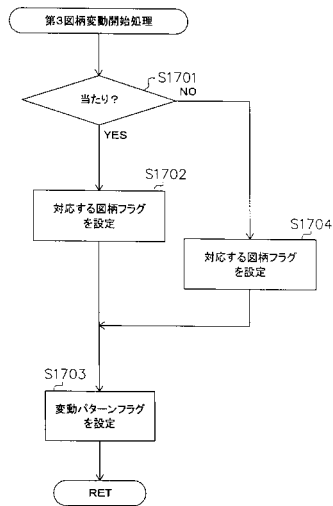 第3図柄変動開始処理
S1701
当たり?
NO
YES
S1702
対応する図柄フラグ
を設定
S1704
対応する図柄フラグ
を設定
S1703
変動パターンフラグ
を設定
RET